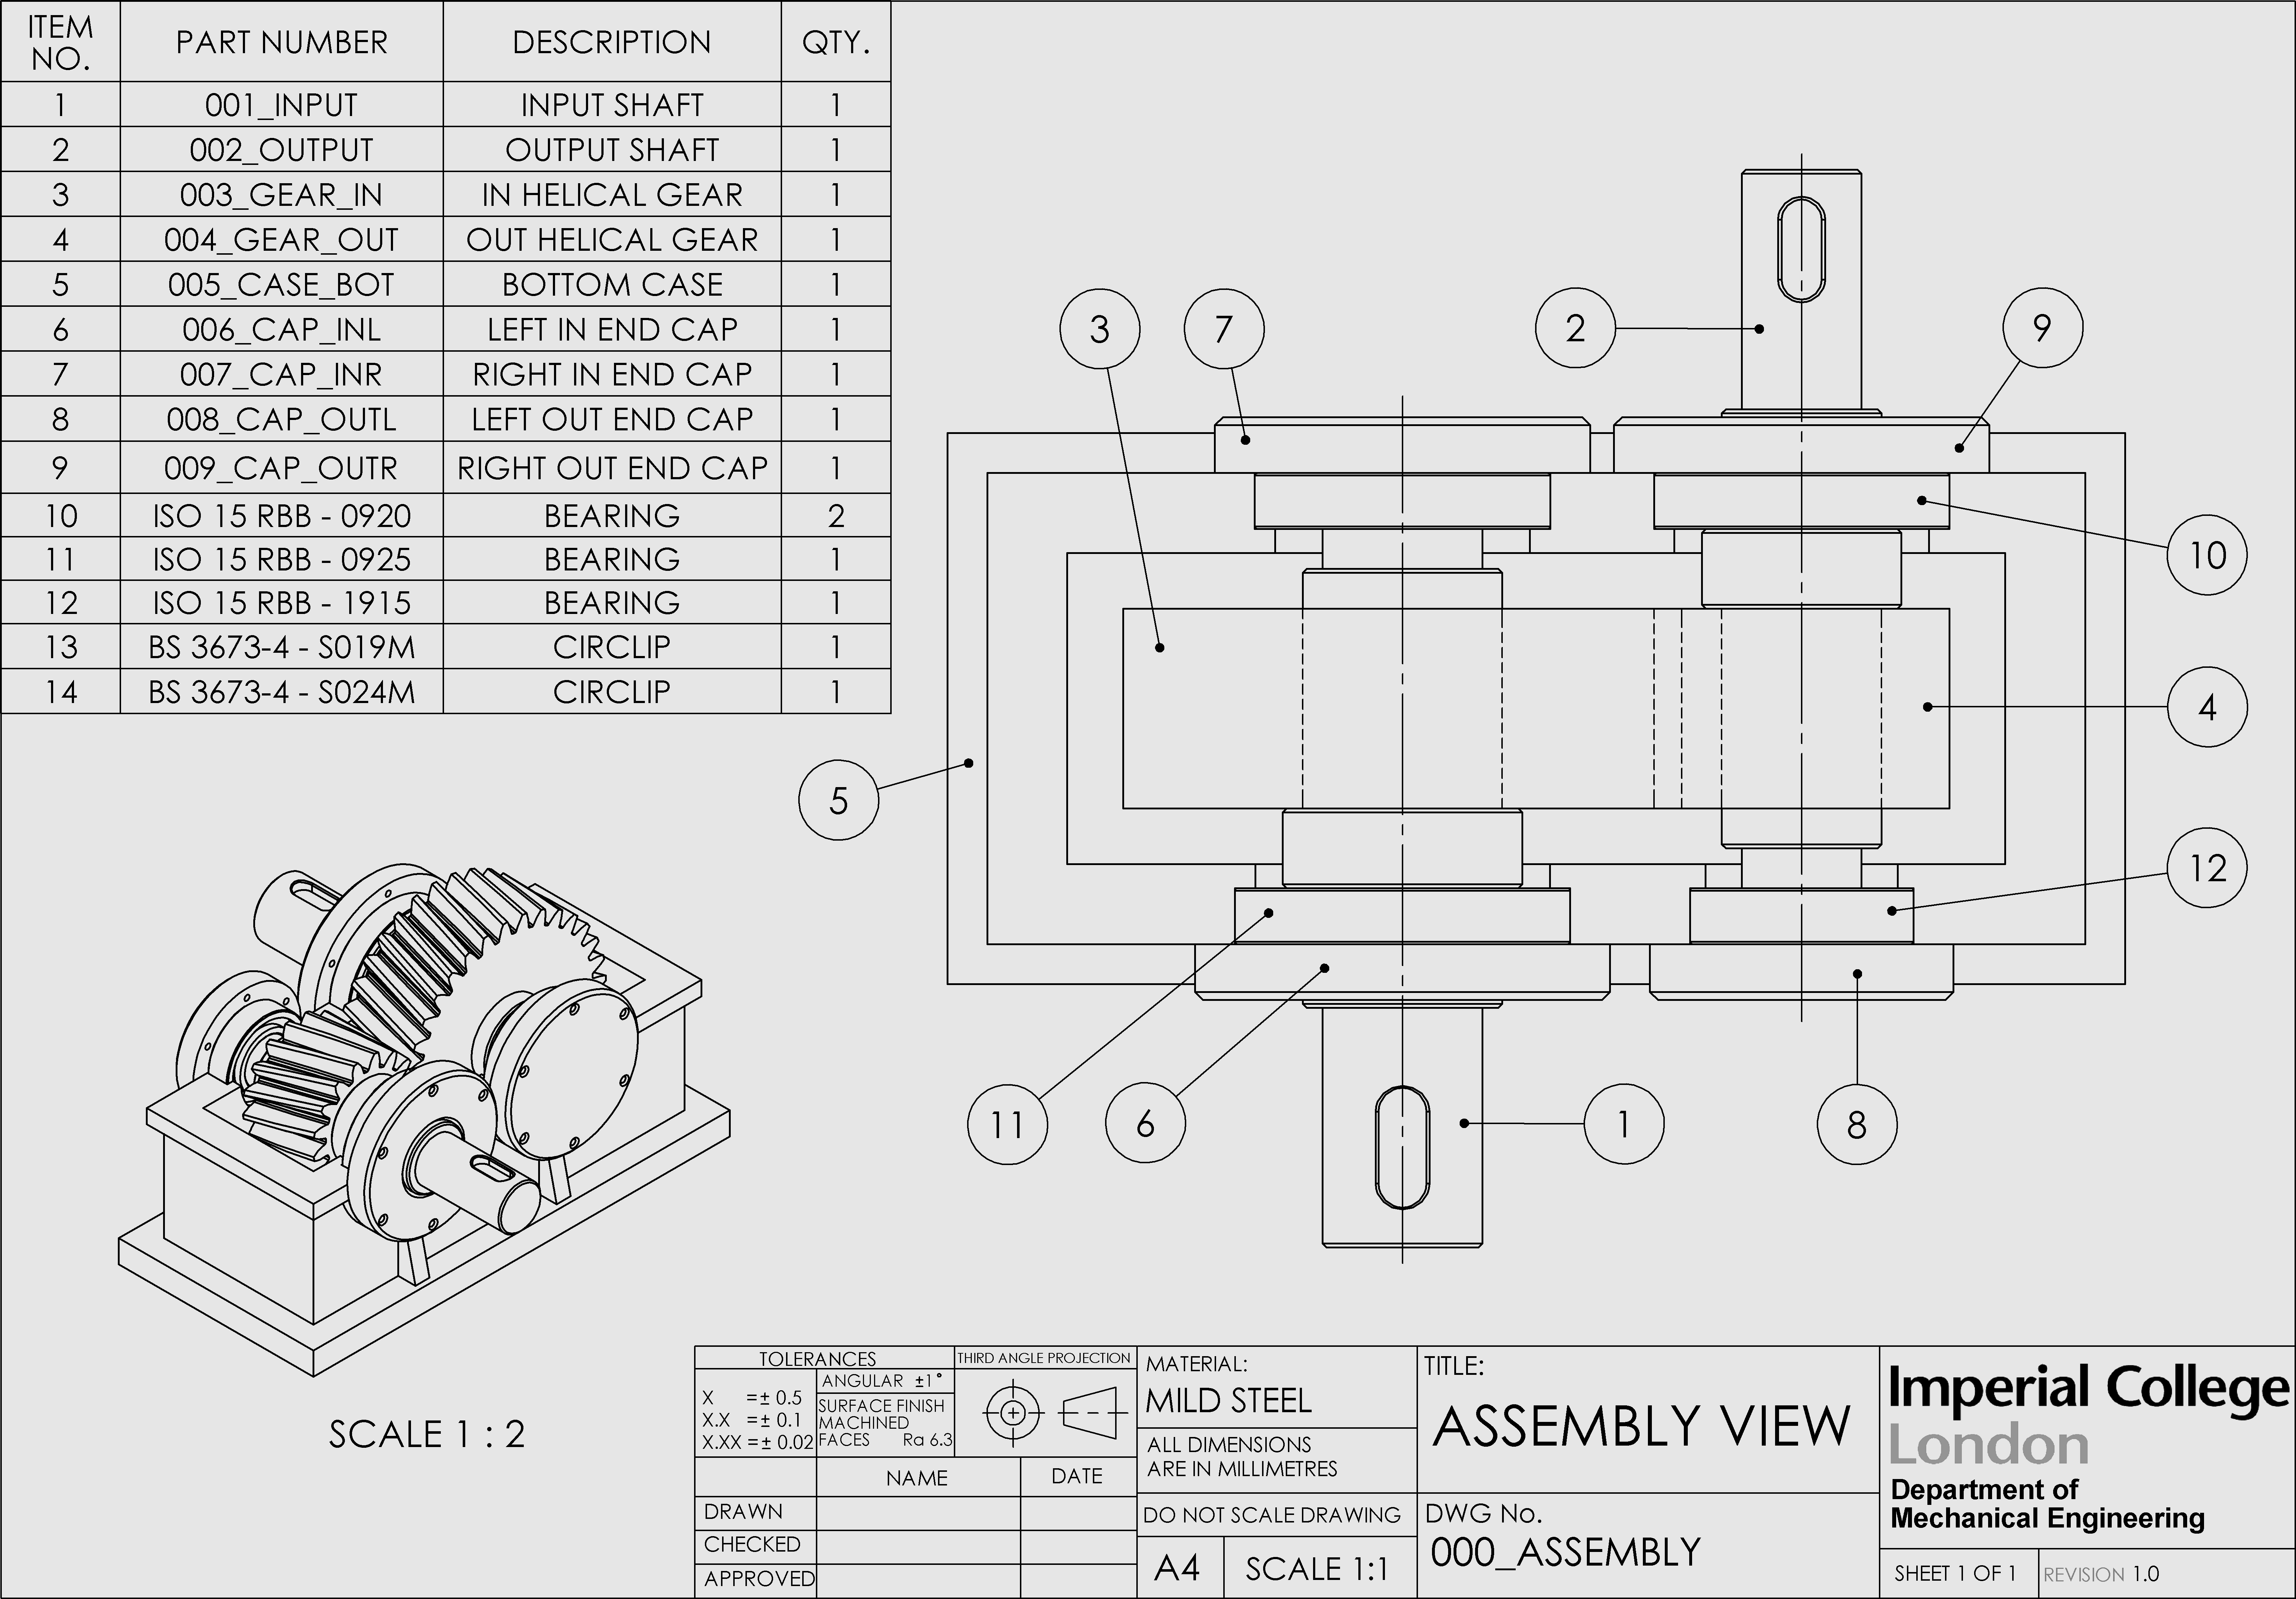 ITEM NO. PART NUMBER DESCRIPTION QTY.
1 001_INPUT INPUT SHAFT 1
2 002_OUTPUT OUTPUT SHAFT 1
3 003_GEAR_IN IN HELICAL GEAR 1
4 004_GEAR_OUT OUT HELICAL GEAR 1
5 005_CASE_BOT BOTTOM CASE 1
6 006_CAP_INL LEFT IN END CAP 1
7 007_CAP_INR RIGHT IN END CAP 1
8 008_CAP_OUTL LEFT OUT END CAP 1
9 009_CAP_OUTR RIGHT OUT END CAP 1
10 ISO 15 RBB - 0920 BEARING 2
11 ISO 15 RBB - 0925 BEARING 1
12 ISO 15 RBB - 1915 BEARING 1
13 BS 3673-4 - S019M CIRCLIP 1
14 BS 3673-4 - S024M CIRCLIP 1
3 7 2 9
10
4
5
12
11 6 1 8
SCALE 1 : 2
TOLERANCES
X =± 0.5
X.X =± 0.1
X.XX =± 0.02
ANGULAR ±1°
SURFACE FINISH
MACHINED
FACES Ra 6.3
THIRD ANGLE PROJECTION
NAME DATE
DRAWN
CHECKED
APPROVED
MATERIAL:
MILD STEEL
ALL DIMENSIONS
ARE IN MILLIMETRES
DO NOT SCALE DRAWING
A4 SCALE 1:1
TITLE:
ASSEMBLY VIEW
DWG No.
000_ASSEMBLY
Imperial College
London
Department of
Mechanical Engineering
SHEET 1 OF 1 REVISION 1.0